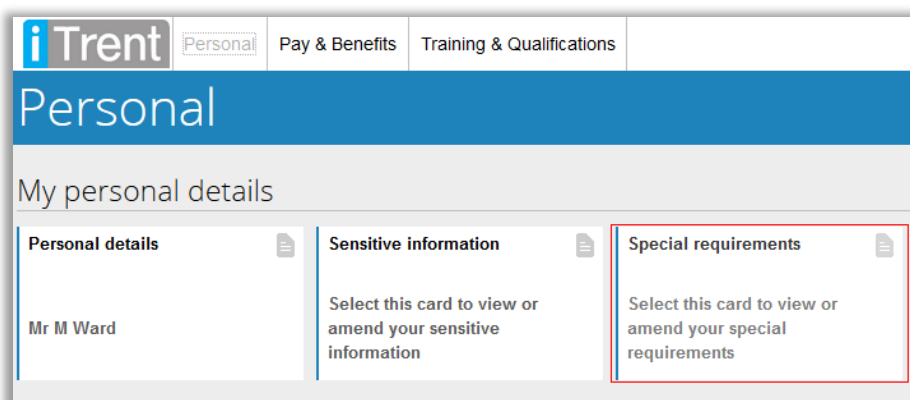 iTrent Personal Pay & Benefits Training & Qualifications
Personal
My personal details
Personal details
Mr M Ward
Sensitive information
Select this card to view or
amend your sensitive
information
Special requirements
Select this card to view or
amend your special
requirements